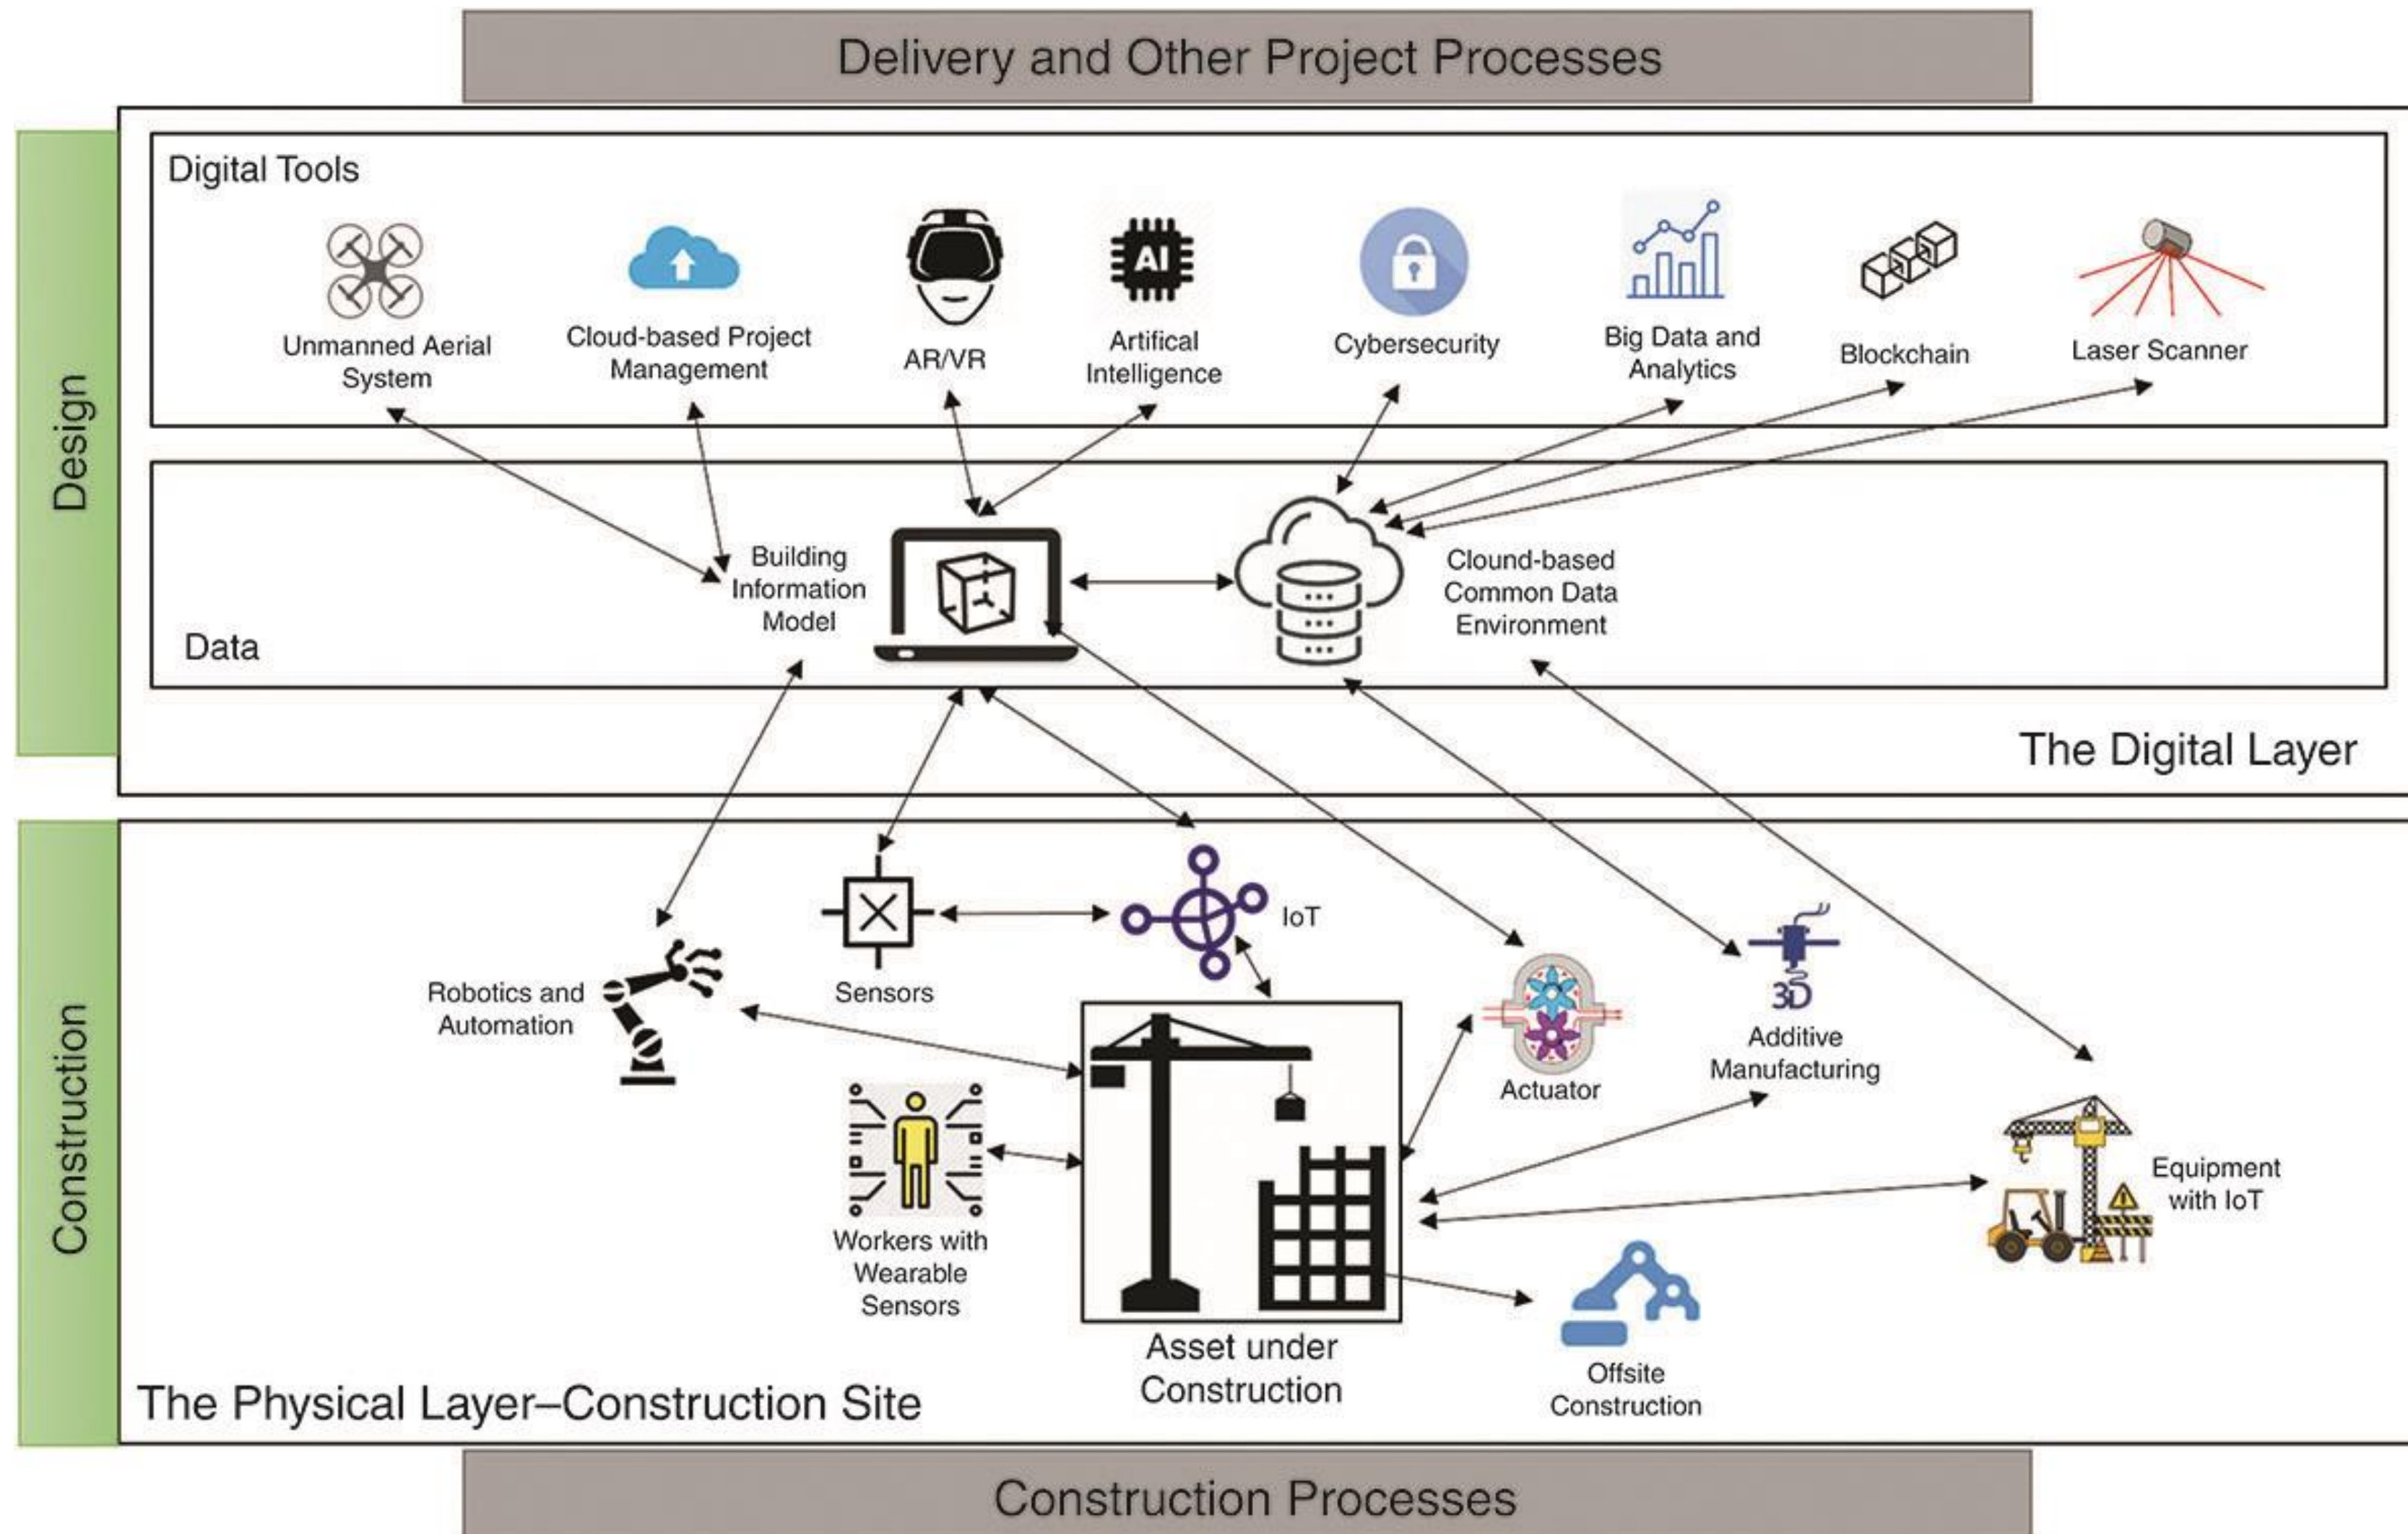 Delivery and Other Project Processes
Design
Digital Tools
Unmanned Aerial
System
Cloud-based Project
Management
AR/VR
AI
Artifical
Intelligence
Cybersecurity
Big Data and
Analytics
Blockchain
Laser Scanner
Building
Information
Model
Clound-based
Common Data
Environment
Data
The Digital Layer
Construction
Robotics and
Automation
Sensors
IoT
Actuator
3D
Additive
Manufacturing
Workers with
Wearable
Sensors
Equipment
with IoT
Asset under
Construction
Offsite
Construction
The Physical Layer–Construction Site
Construction Processes